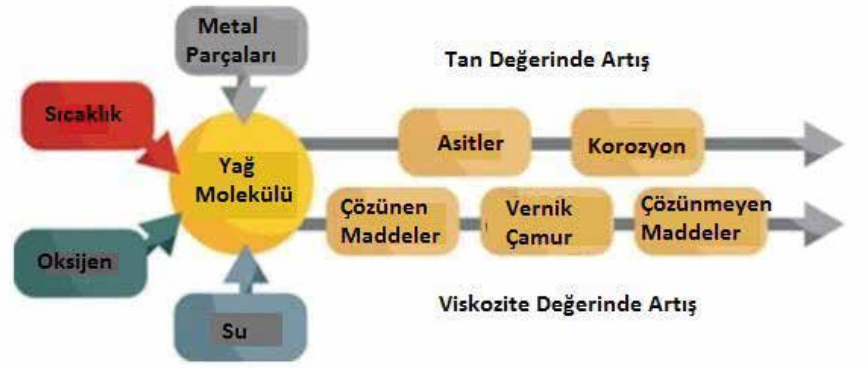 Metal
Parçaları
Tan Değerinde Artış
Sıcaklık
Asitler
Korozyon
Yağ
Molekülü
Çözünen
Maddeler
Vernik
Çamur
Çözünmeyen
Maddeler
Oksijen
Viskozite Değerinde Artış
Su